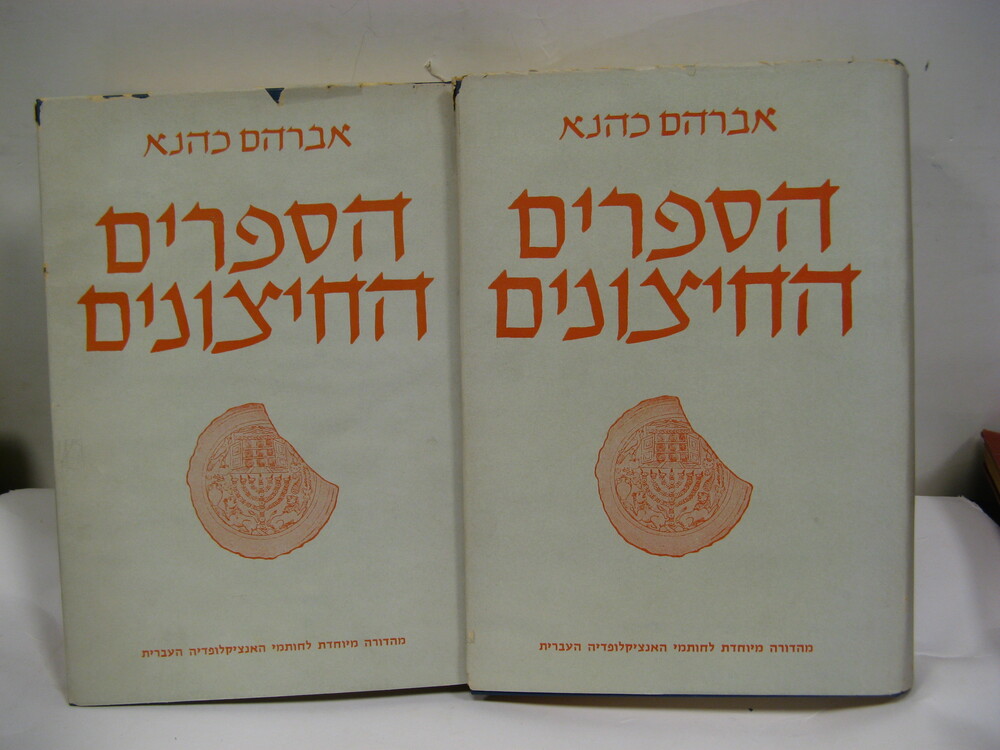 אברהם כהנא
הספרים
החיצונים
מהדורה מיוחדת לחותמי האנציקלופדיה העברית
אברהם כהנא
הספרים
החיצונים
מהדורה מיוחדת לחותמי האנציקלופדיה העברית